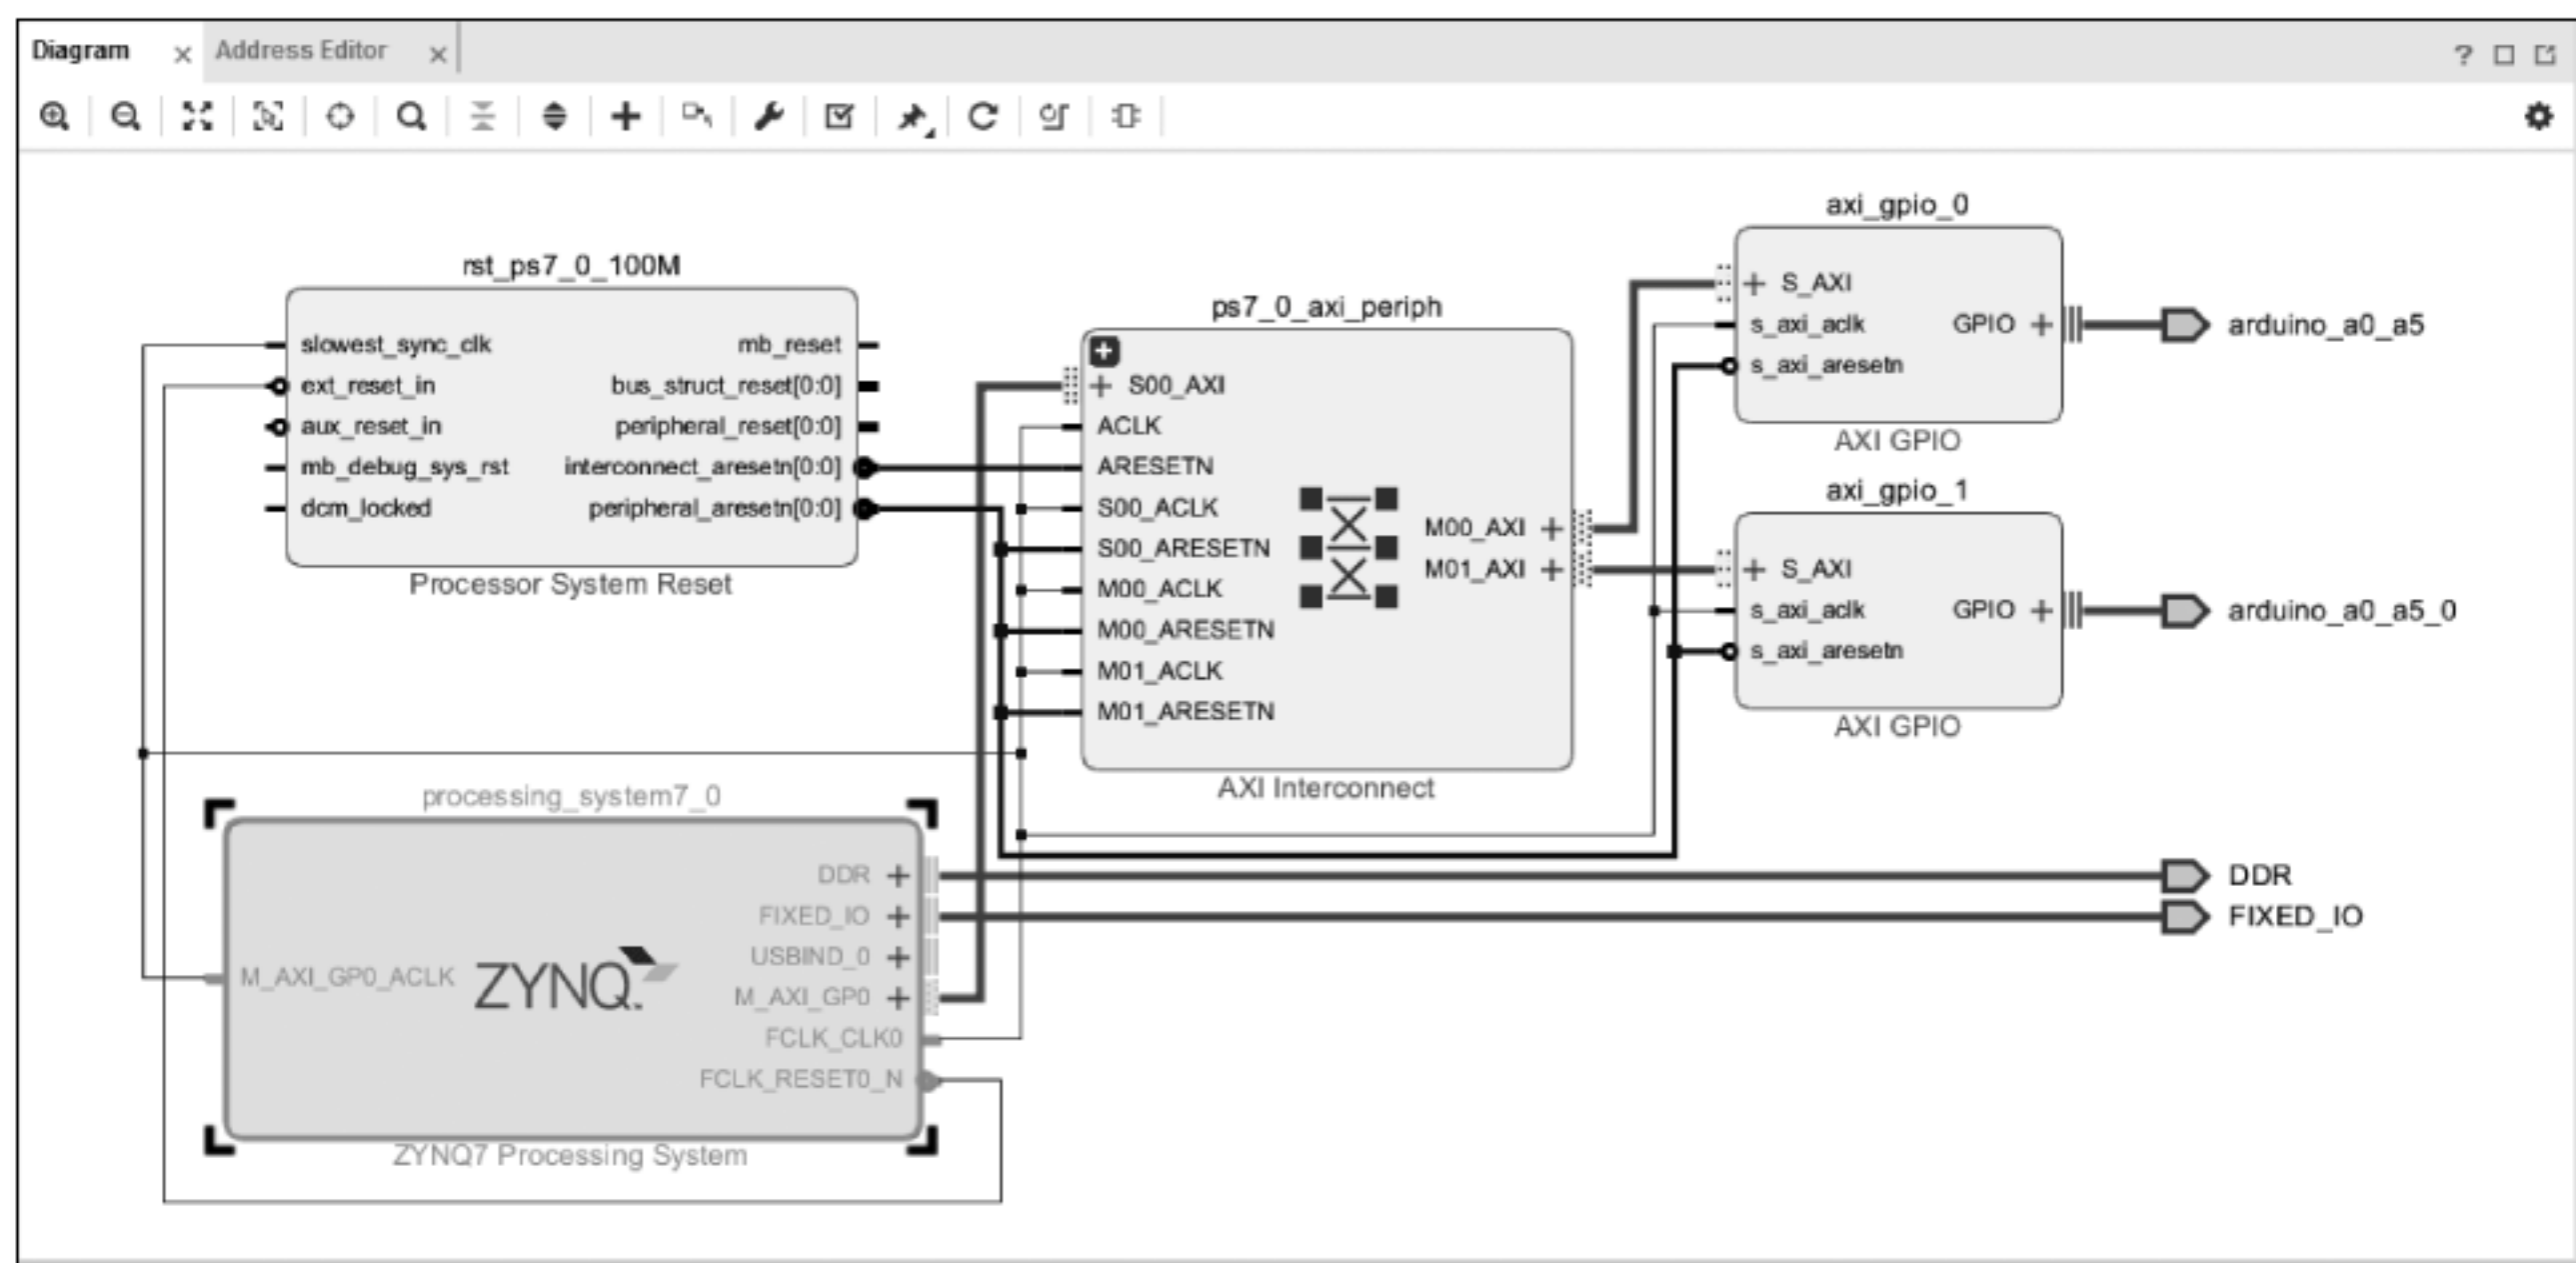 Diagram × Address Editor ×
rst_ps7_0_100M
slowest_sync_clk mb_reset
ext_reset_in bus_struct_reset[0:0]
aux_reset_in peripheral_reset[0:0]
mb_debug_sys_rst interconnect_aresetn[0:0]
dcm_locked peripheral_aresetn[0:0]
Processor System Reset
ps7_0_axi_periph
S00_AXI
ACLK
ARESETN
S00_ACLK
S00_ARESETN
M00_ACLK
M00_ARESETN
M01_ACLK
M01_ARESETN
M00_AXI
M01_AXI
AXI Interconnect
axi_gpio_0
S_AXI
s_axi_aclk GPIO
s_axi_aresetn
AXI GPIO
arduino_a0_a5
axi_gpio_1
S_AXI
s_axi_aclk GPIO
s_axi_aresetn
AXI GPIO
arduino_a0_a5_0
processing_system7_0
DDR
FIXED_IO
USBIND_0
M_AXI_GP0_ACLK ZYNQ. M_AXI_GP0
FCLK_CLK0
FCLK_RESET0_N
ZYNQ7 Processing System
DDR
FIXED_IO